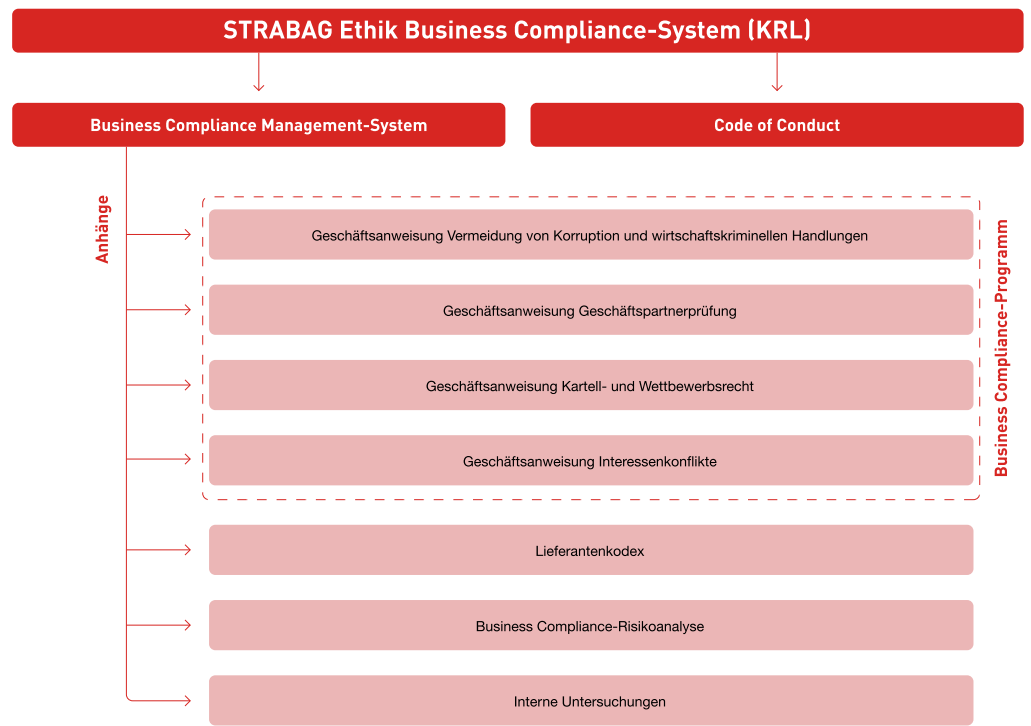 STRABAG Ethik Business Compliance-System (KRL)
Business Compliance Management-System
Code of Conduct
Anhänge
Geschäftsanweisung Vermeidung von Korruption und wirtschaftskriminellen Handlungen
Geschäftsanweisung Geschäftspartnerprüfung
Geschäftsanweisung Kartell- und Wettbewerbsrecht
Geschäftsanweisung Interessenkonflikte
Business Compliance-Programm
Lieferantenkodex
Business Compliance-Risikoanalyse
Interne Untersuchungen